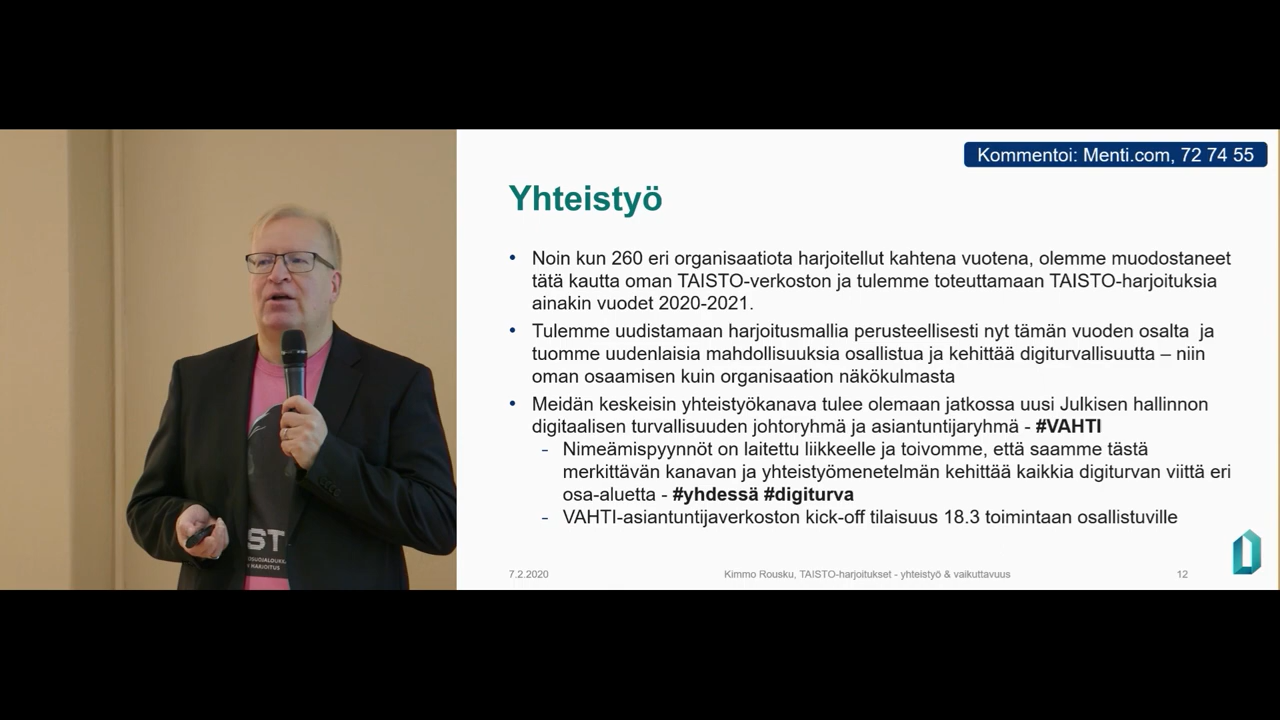 Kommentoi: Menti.com, 72 74 55
Yhteistyö
• Noin kun 260 eri organisaatiota harjoitellut kahtena vuotena, olemme muodostaneet
tätä kautta oman TAISTO-verkoston ja tulemme toteuttamaan TAISTO-harjoituksia
ainakin vuodet 2020-2021.
• Tulemme uudistamaan harjoitusmallia perusteellisesti nyt tämän vuoden osalta ja
tuomme uudenlaisia mahdollisuuksia osallistua ja kehittää digiturvallisuutta – niin
oman osaamisen kuin organisaation näkökulmasta
• Meidän keskeisin yhteistyökanava tulee olemaan jatkossa uusi Julkisen hallinnon
digitaalisen turvallisuuden johtoryhmä ja asiantuntijaryhmä - #VAHTI
- Nimeämispyynnöt on laitettu liikkeelle ja toivomme, että saamme tästä
merkittävän kanavan ja yhteistyömenetelmän kehittää kaikkia digiturvan viittä eri
osa-aluetta - #yhdessä #digiturva
- VAHTI-asiantuntijaverkoston kick-off tilaisuus 18.3 toimintaan osallistuville
7.2.2020
Kimmo Rousku, TAISTO-harjoitukset - yhteistyö & vaikuttavuus
12
ST
HARJOITUS